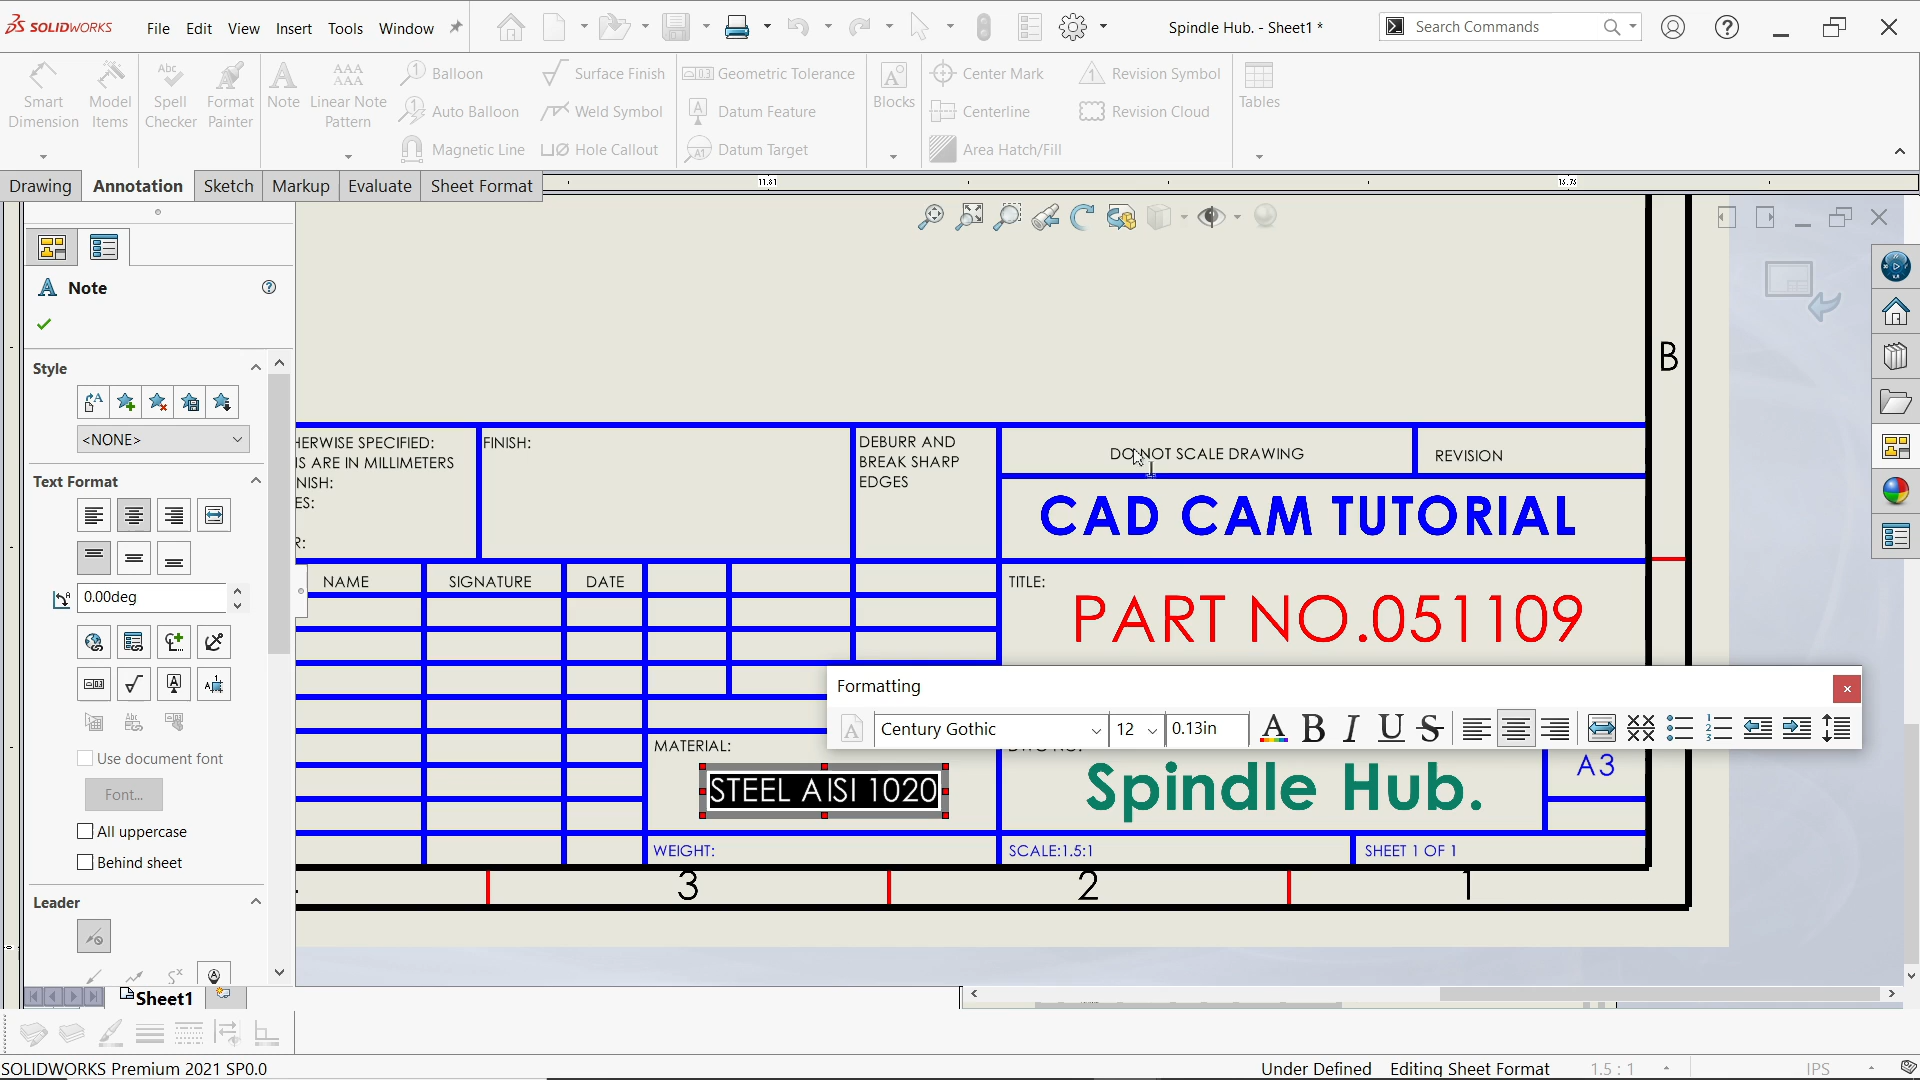 SOLIDWORKS
File Edit View Insert Tools Window
Spindle Hub. - Sheet1 *
Search Commands
Smart Dimension
Model Items
Spell Checker
Format Painter
Note
Linear Note Pattern
Balloon
Auto Balloon
Magnetic Line
Surface Finish
Weld Symbol
Hole Callout
Geometric Tolerance
Datum Feature
Datum Target
Blocks
Center Mark
Centerline
Area Hatch/Fill
Revision Symbol
Revision Cloud
Tables
Drawing Annotation Sketch Markup Evaluate Sheet Format
11.81
15.75
Note
Style
<NONE>
Text Format
0.00deg
Use document font
Font...
All uppercase
Behind sheet
Leader
B
HERWISE SPECIFIED:
IS ARE IN MILLIMETERS
NISH:
ES:
R:
FINISH:
DEBURR AND
BREAK SHARP
EDGES
DO NOT SCALE DRAWING
REVISION
CAD CAM TUTORIAL
NAME SIGNATURE DATE
TITLE:
PART NO.051109
Formatting
Century Gothic 12 0.13in
MATERIAL:
STEEL AISI 1020
Spindle Hub.
A3
WEIGHT:
SCALE:1.5:1
SHEET 1 OF 1
3 2 1
Sheet1
SOLIDWORKS Premium 2021 SP0.0
Under Defined Editing Sheet Format 1.5 : 1 IPS